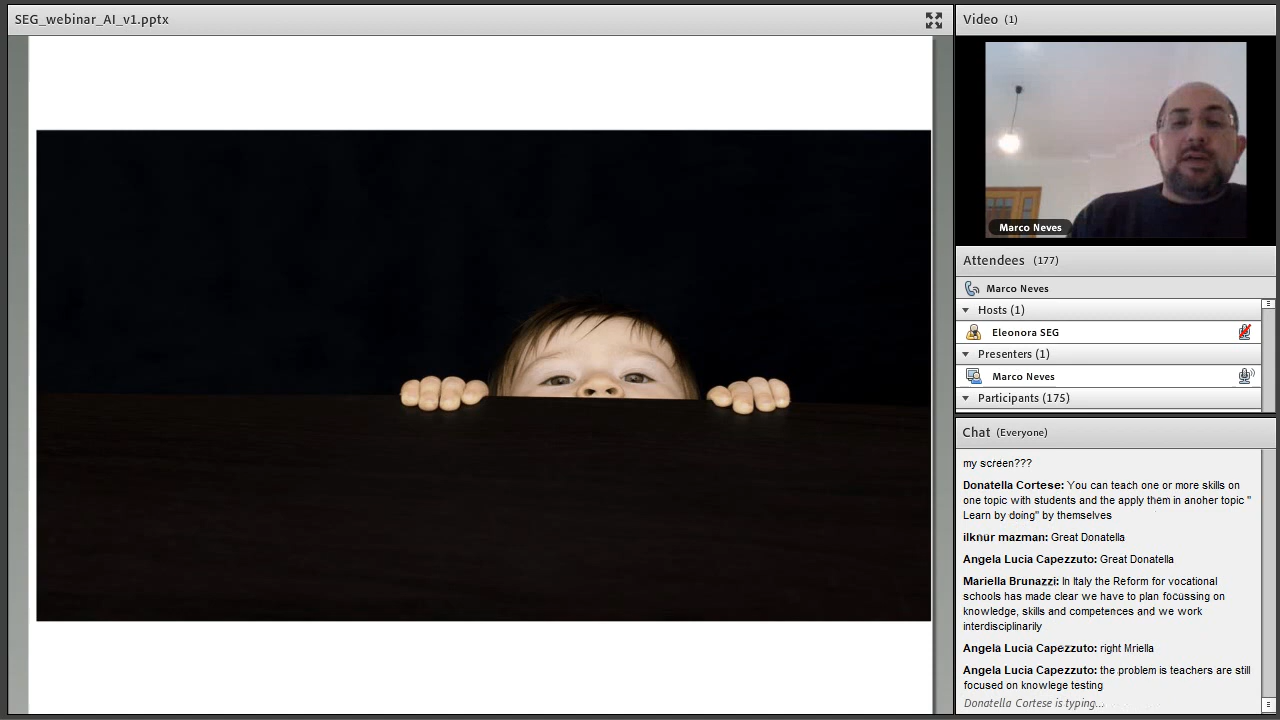 SEG_webinar_AI_v1.pptx
Video (1)
Marco Neves
Attendees (177)
Marco Neves
Hosts (1)
Eleonora SEG
Presenters (1)
Marco Neves
Participants (175)
Chat (Everyone)
my screen???
Donatella Cortese: You can teach one or more skills on
one topic with students and the apply them in anoher topic "
Learn by doing" by themselves
ilknur mazman: Great Donatella
Angela Lucia Capezzuto: Great Donatella
Mariella Brunazzi: In Italy the Reform for vocational
schools has made clear we have to plan focussing on
knowledge, skills and competences and we work
interdisciplinarily
Angela Lucia Capezzuto: right Mriella
Angela Lucia Capezzuto: the problem is teachers are still
focused on knowlege testing
Donatella Cortese is typing...